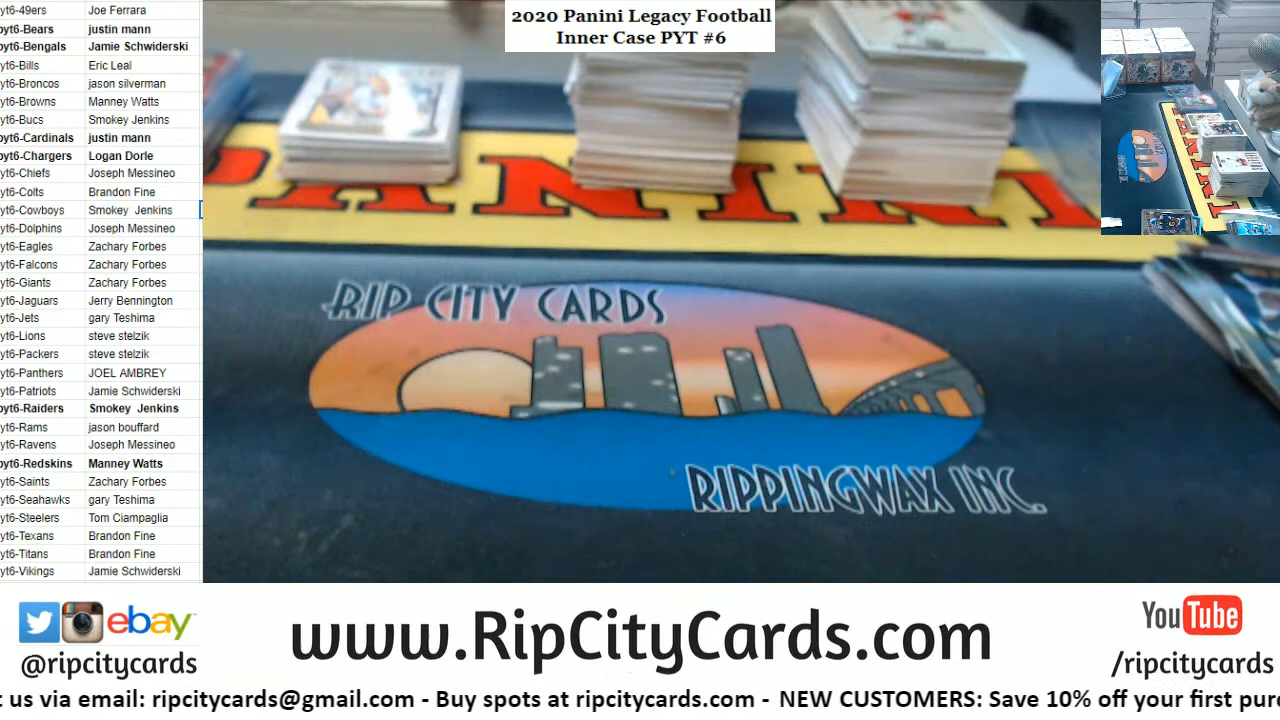 yt6-49ers Joe Ferrara
pyt6-Bears justin mann
pyt6-Bengals Jamie Schwiderski
yt6-Bills Eric Leal
yt6-Broncos jason silverman
yt6-Browns Manney Watts
yt6-Bucs Smokey Jenkins
pyt6-Cardinals justin mann
pyt6-Chargers Logan Dorle
yt6-Chiefs Joseph Messineo
yt6-Colts Brandon Fine
yt6-Cowboys Smokey Jenkins
yt6-Dolphins Joseph Messineo
yt6-Eagles Zachary Forbes
yt6-Falcons Zachary Forbes
yt6-Giants Zachary Forbes
yt6-Jaguars Jerry Bennington
yt6-Jets gary Teshima
yt6-Lions steve stelzik
yt6-Packers steve stelzik
yt6-Panthers JOEL AMBREY
yt6-Patriots Jamie Schwiderski
pyt6-Raiders Smokey Jenkins
yt6-Rams jason bouffard
yt6-Ravens Joseph Messineo
pyt6-Redskins Manney Watts
yt6-Saints Zachary Forbes
yt6-Seahawks gary Teshima
yt6-Steelers Tom Ciampaglia
yt6-Texans Brandon Fine
yt6-Titans Brandon Fine
yt6-Vikings Jamie Schwiderski
2020 Panini Legacy Football
Inner Case PYT #6
PANINI
RIP CITY CARDS
RIPPINGWAX INC.
ebay
@ripcitycards
www.RipCityCards.com
YouTube
/ripcitycards
t us via email: ripcitycards@gmail.com - Buy spots at ripcitycards.com - NEW CUSTOMERS: Save 10% off your first pur